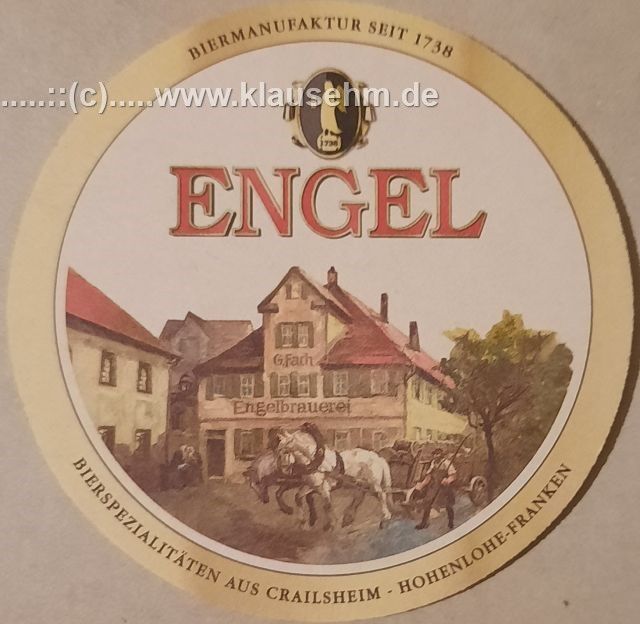 BIERMANUFAKTUR SEIT 1738
......::(c).....www.klausehm.de
1738
ENGEL
G.Fach
Engelbrauerei
BIERSPEZIALITÄTEN AUS CRAILSHEIM - HOHENLOHE-FRANKEN